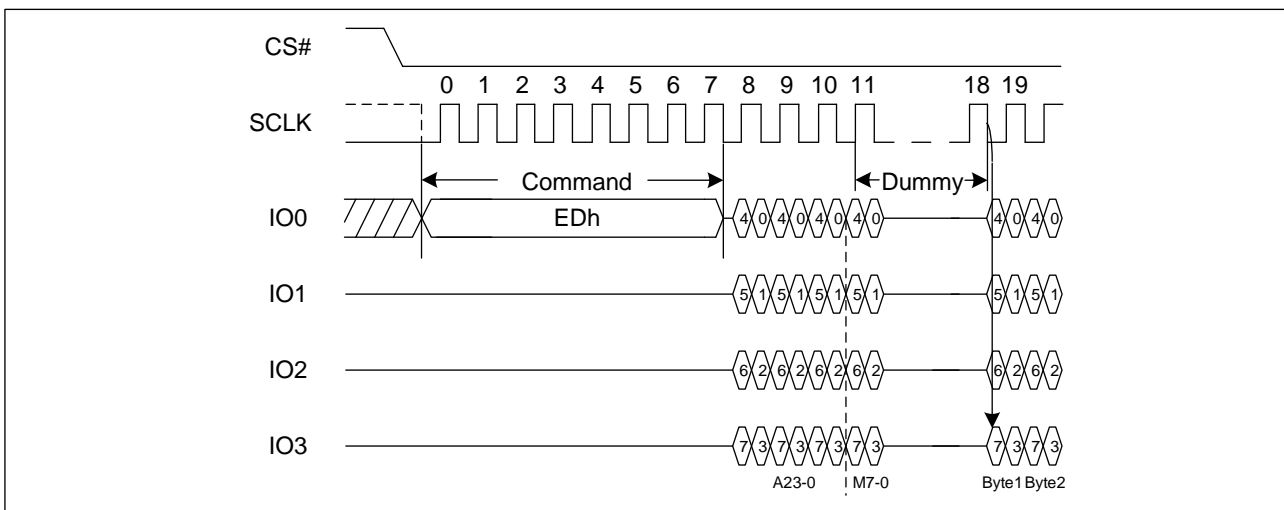 CS#
0 1 2 3 4 5 6 7 8 9 10 11 18 19
SCLK
Command Dummy
IO0 EDh 4 0 4 0 4 0 4 0 4 0 4 0
IO1 5 1 5 1 5 1 5 1 5 1 5 1
IO2 6 2 6 2 6 2 6 2 6 2 6 2
IO3 7 3 7 3 7 3 7 3 7 3 7 3
A23-0 M7-0 Byte1 Byte2